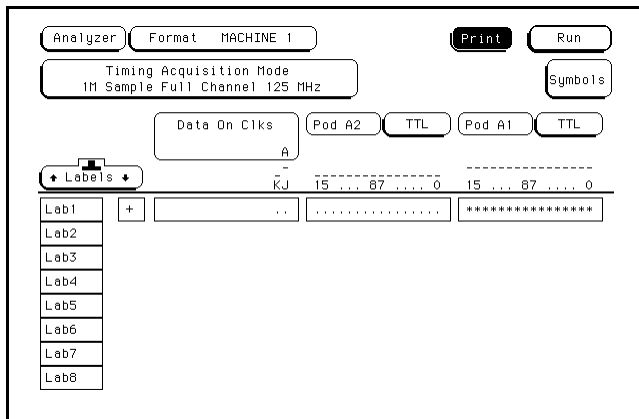 Analyzer Format MACHINE 1 Print Run
Timing Acquisition Mode
1M Sample Full Channel 125 MHz
Symbols
Data On Clks Pod A2 TTL Pod A1 TTL
A
↑ Labels ↓
KJ 15 ... 87 .... 0 15 ... 87 .... 0
Lab1 + .. ................ ****************
Lab2
Lab3
Lab4
Lab5
Lab6
Lab7
Lab8